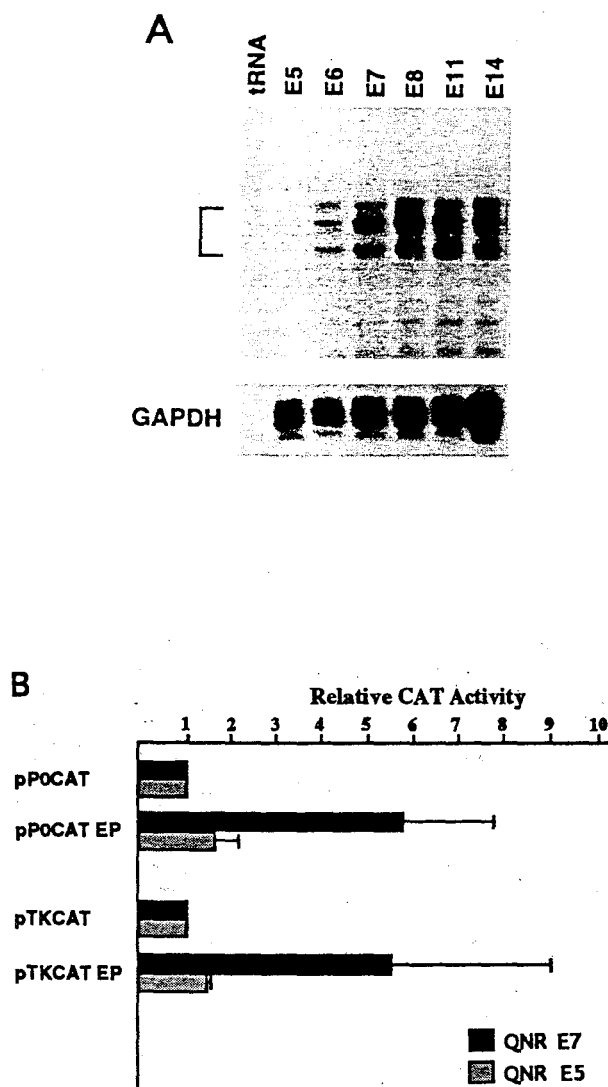 A
tRNA E5 E6 E7 E8 E11 E14
GAPDH
B
Relative CAT Activity
1 2 3 4 5 6 7 8 9 10
pP0CAT
pP0CAT EP
pTKCAT
pTKCAT EP
QNR E7
QNR E5